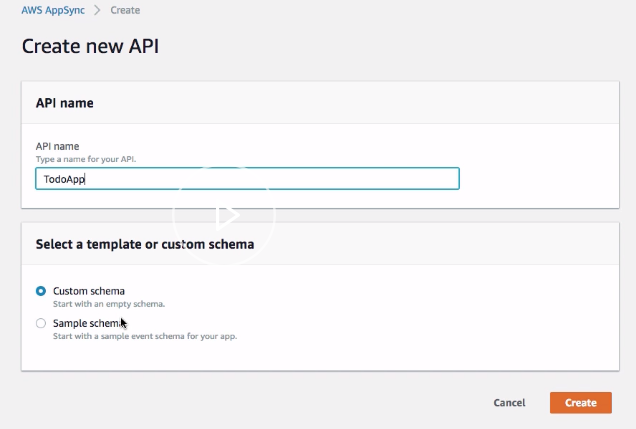 AWS AppSync > Create
Create new API
API name
API name
Type a name for your API.
TodoApp
Select a template or custom schema
Custom schema
Start with an empty schema.
Sample schema
Start with a sample event schema for your app.
Cancel Create